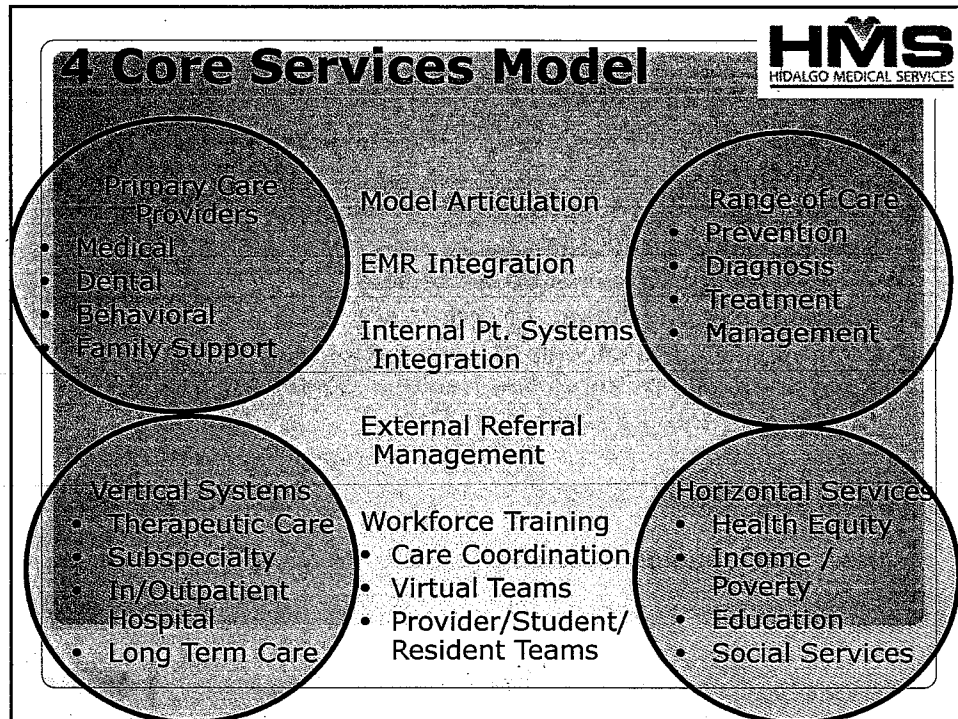 4 Core Services Model
HMS
HIDALGO MEDICAL SERVICES
Primary Care
Providers
• Medical
• Dental
• Behavioral
• Family Support
Model Articulation
EMR Integration
Internal Pt. Systems
Integration
External Referral
Management
Workforce Training
• Care Coordination
• Virtual Teams
• Provider/Student/
Resident Teams
Range of Care
• Prevention
• Diagnosis
• Treatment
• Management
Vertical Systems
• Therapeutic Care
• Subspecialty
• In/Outpatient
Hospital
• Long Term Care
Horizontal Services
• Health Equity
• Income /
Poverty
• Education
• Social Services